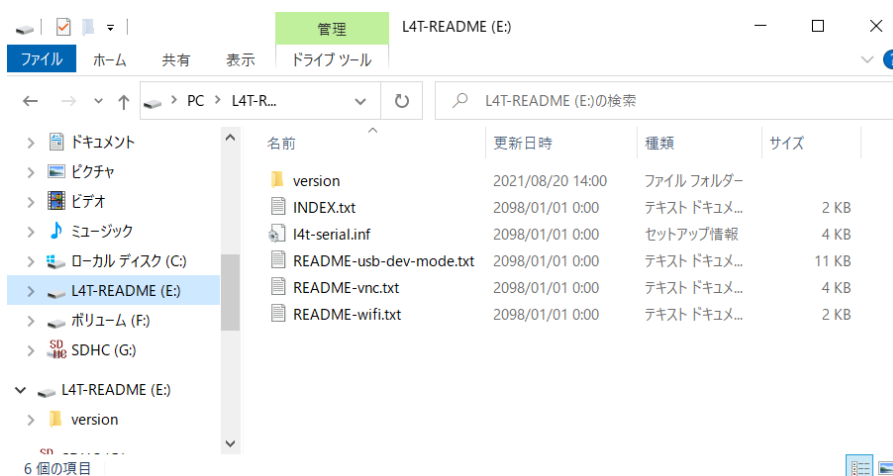 管理
L4T-README (E:)
ファイル ホーム 共有 表示 ドライブ ツール
PC > L4T-R...
L4T-README (E:)の検索
ドキュメント
ピクチャ
ビデオ
ミュージック
ローカル ディスク (C:)
L4T-README (E:)
ボリューム (F:)
SDHC (G:)
L4T-README (E:)
version
名前 更新日時 種類 サイズ
version 2021/08/20 14:00 ファイル フォルダー
INDEX.txt 2098/01/01 0:00 テキスト ドキュメ... 2 KB
l4t-serial.inf 2098/01/01 0:00 セットアップ情報 4 KB
README-usb-dev-mode.txt 2098/01/01 0:00 テキスト ドキュメ... 11 KB
README-vnc.txt 2098/01/01 0:00 テキスト ドキュメ... 4 KB
README-wifi.txt 2098/01/01 0:00 テキスト ドキュメ... 2 KB
6 個の項目